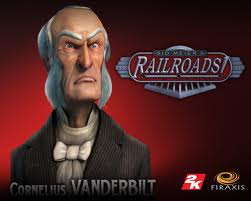 SID MEIER'S
RAILROADS!
CORNELIUS VANDERBILT
2K
FIRAXIS